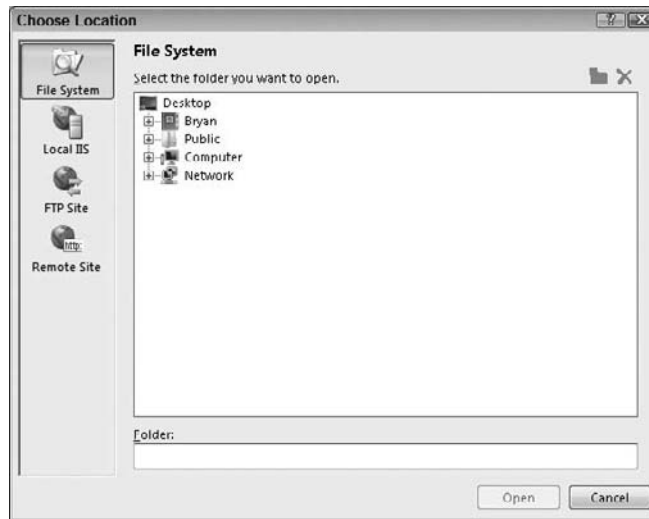 Choose Location
File System
Select the folder you want to open.
File System
Local IIS
FTP Site
http:
Remote Site
Desktop
Bryan
Public
Computer
Network
Folder:
Open
Cancel